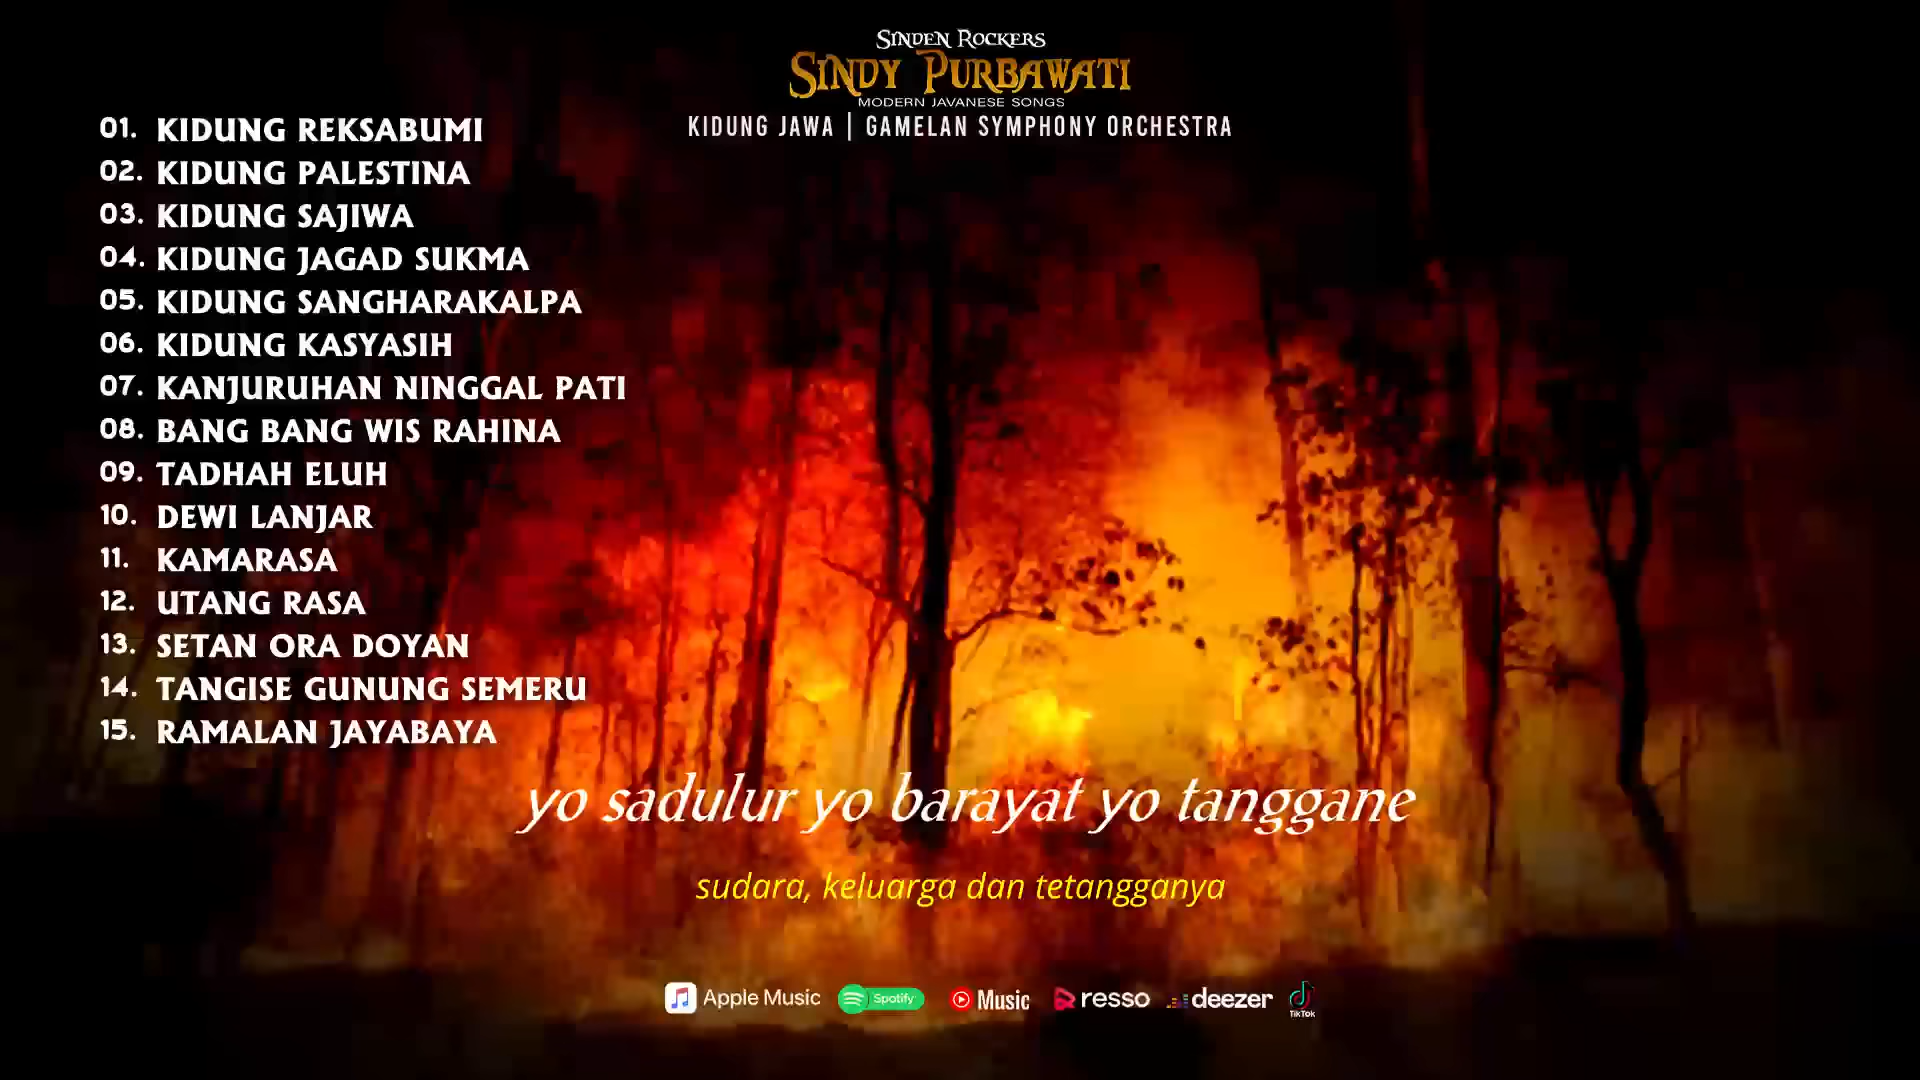 SINDEN ROCKERS
SINDY PURBAWATI
MODERN JAVANESE SONGS
KIDUNG JAWA | GAMELAN SYMPHONY ORCHESTRA
01. KIDUNG REKSABUMI
02. KIDUNG PALESTINA
03. KIDUNG SAJIWA
04. KIDUNG JAGAD SUKMA
05. KIDUNG SANGHARAKALPA
06. KIDUNG KASYASIH
07. KANJURUHAN NINGGAL PATI
08. BANG BANG WIS RAHINA
09. TADHAH ELUH
10. DEWI LANJAR
11. KAMARASA
12. UTANG RASA
13. SETAN ORA DOYAN
14. TANGISE GUNUNG SEMERU
15. RAMALAN JAYABAYA
yo sadulur yo barayat yo tanggane
sudara, keluarga dan tetangganya
Apple Music Spotify Music resso deezer TikTok